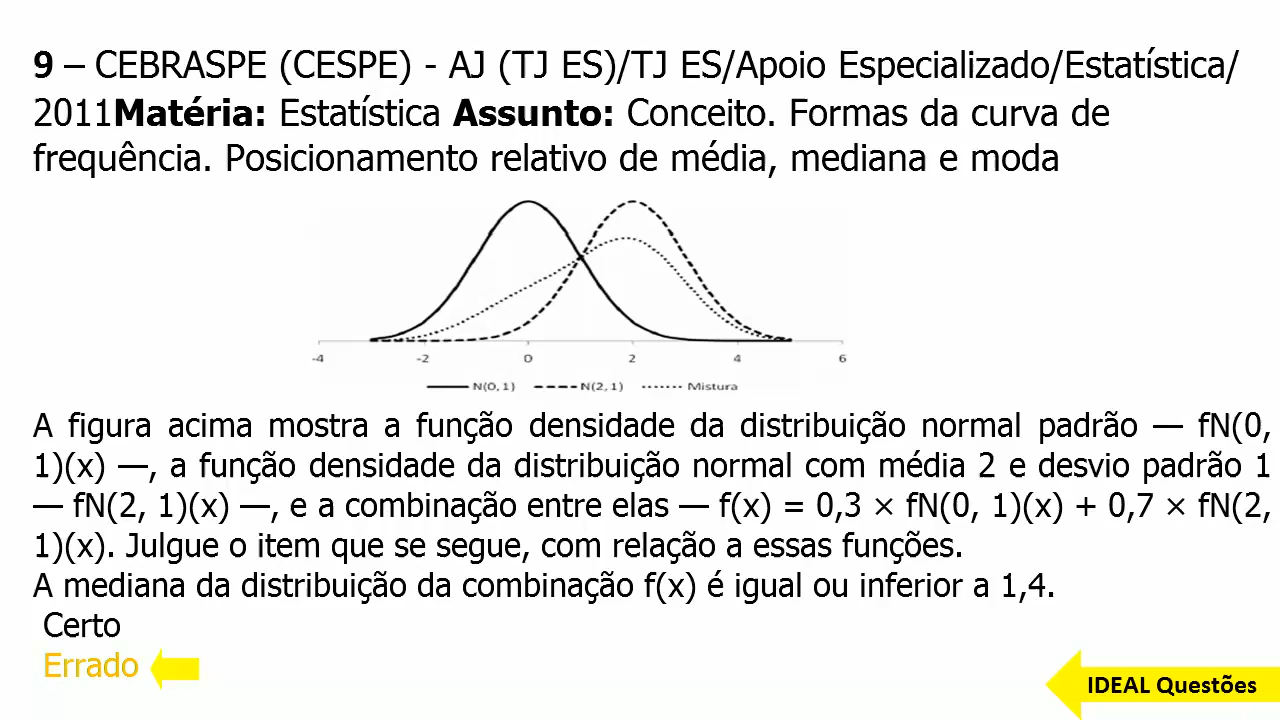 9 – CEBRASPE (CESPE) - AJ (TJ ES)/TJ ES/Apoio Especializado/Estatística/
2011Matéria: Estatística Assunto: Conceito. Formas da curva de
frequência. Posicionamento relativo de média, mediana e moda
-4 -2 0 2 4 6
N(0,1) N(2,1) Mistura
A figura acima mostra a função densidade da distribuição normal padrão — fN(0,
1)(x) —, a função densidade da distribuição normal com média 2 e desvio padrão 1
— fN(2, 1)(x) —, e a combinação entre elas — f(x) = 0,3 × fN(0, 1)(x) + 0,7 × fN(2,
1)(x). Julgue o item que se segue, com relação a essas funções.
A mediana da distribuição da combinação f(x) é igual ou inferior a 1,4.
Certo
Errado
IDEAL Questões